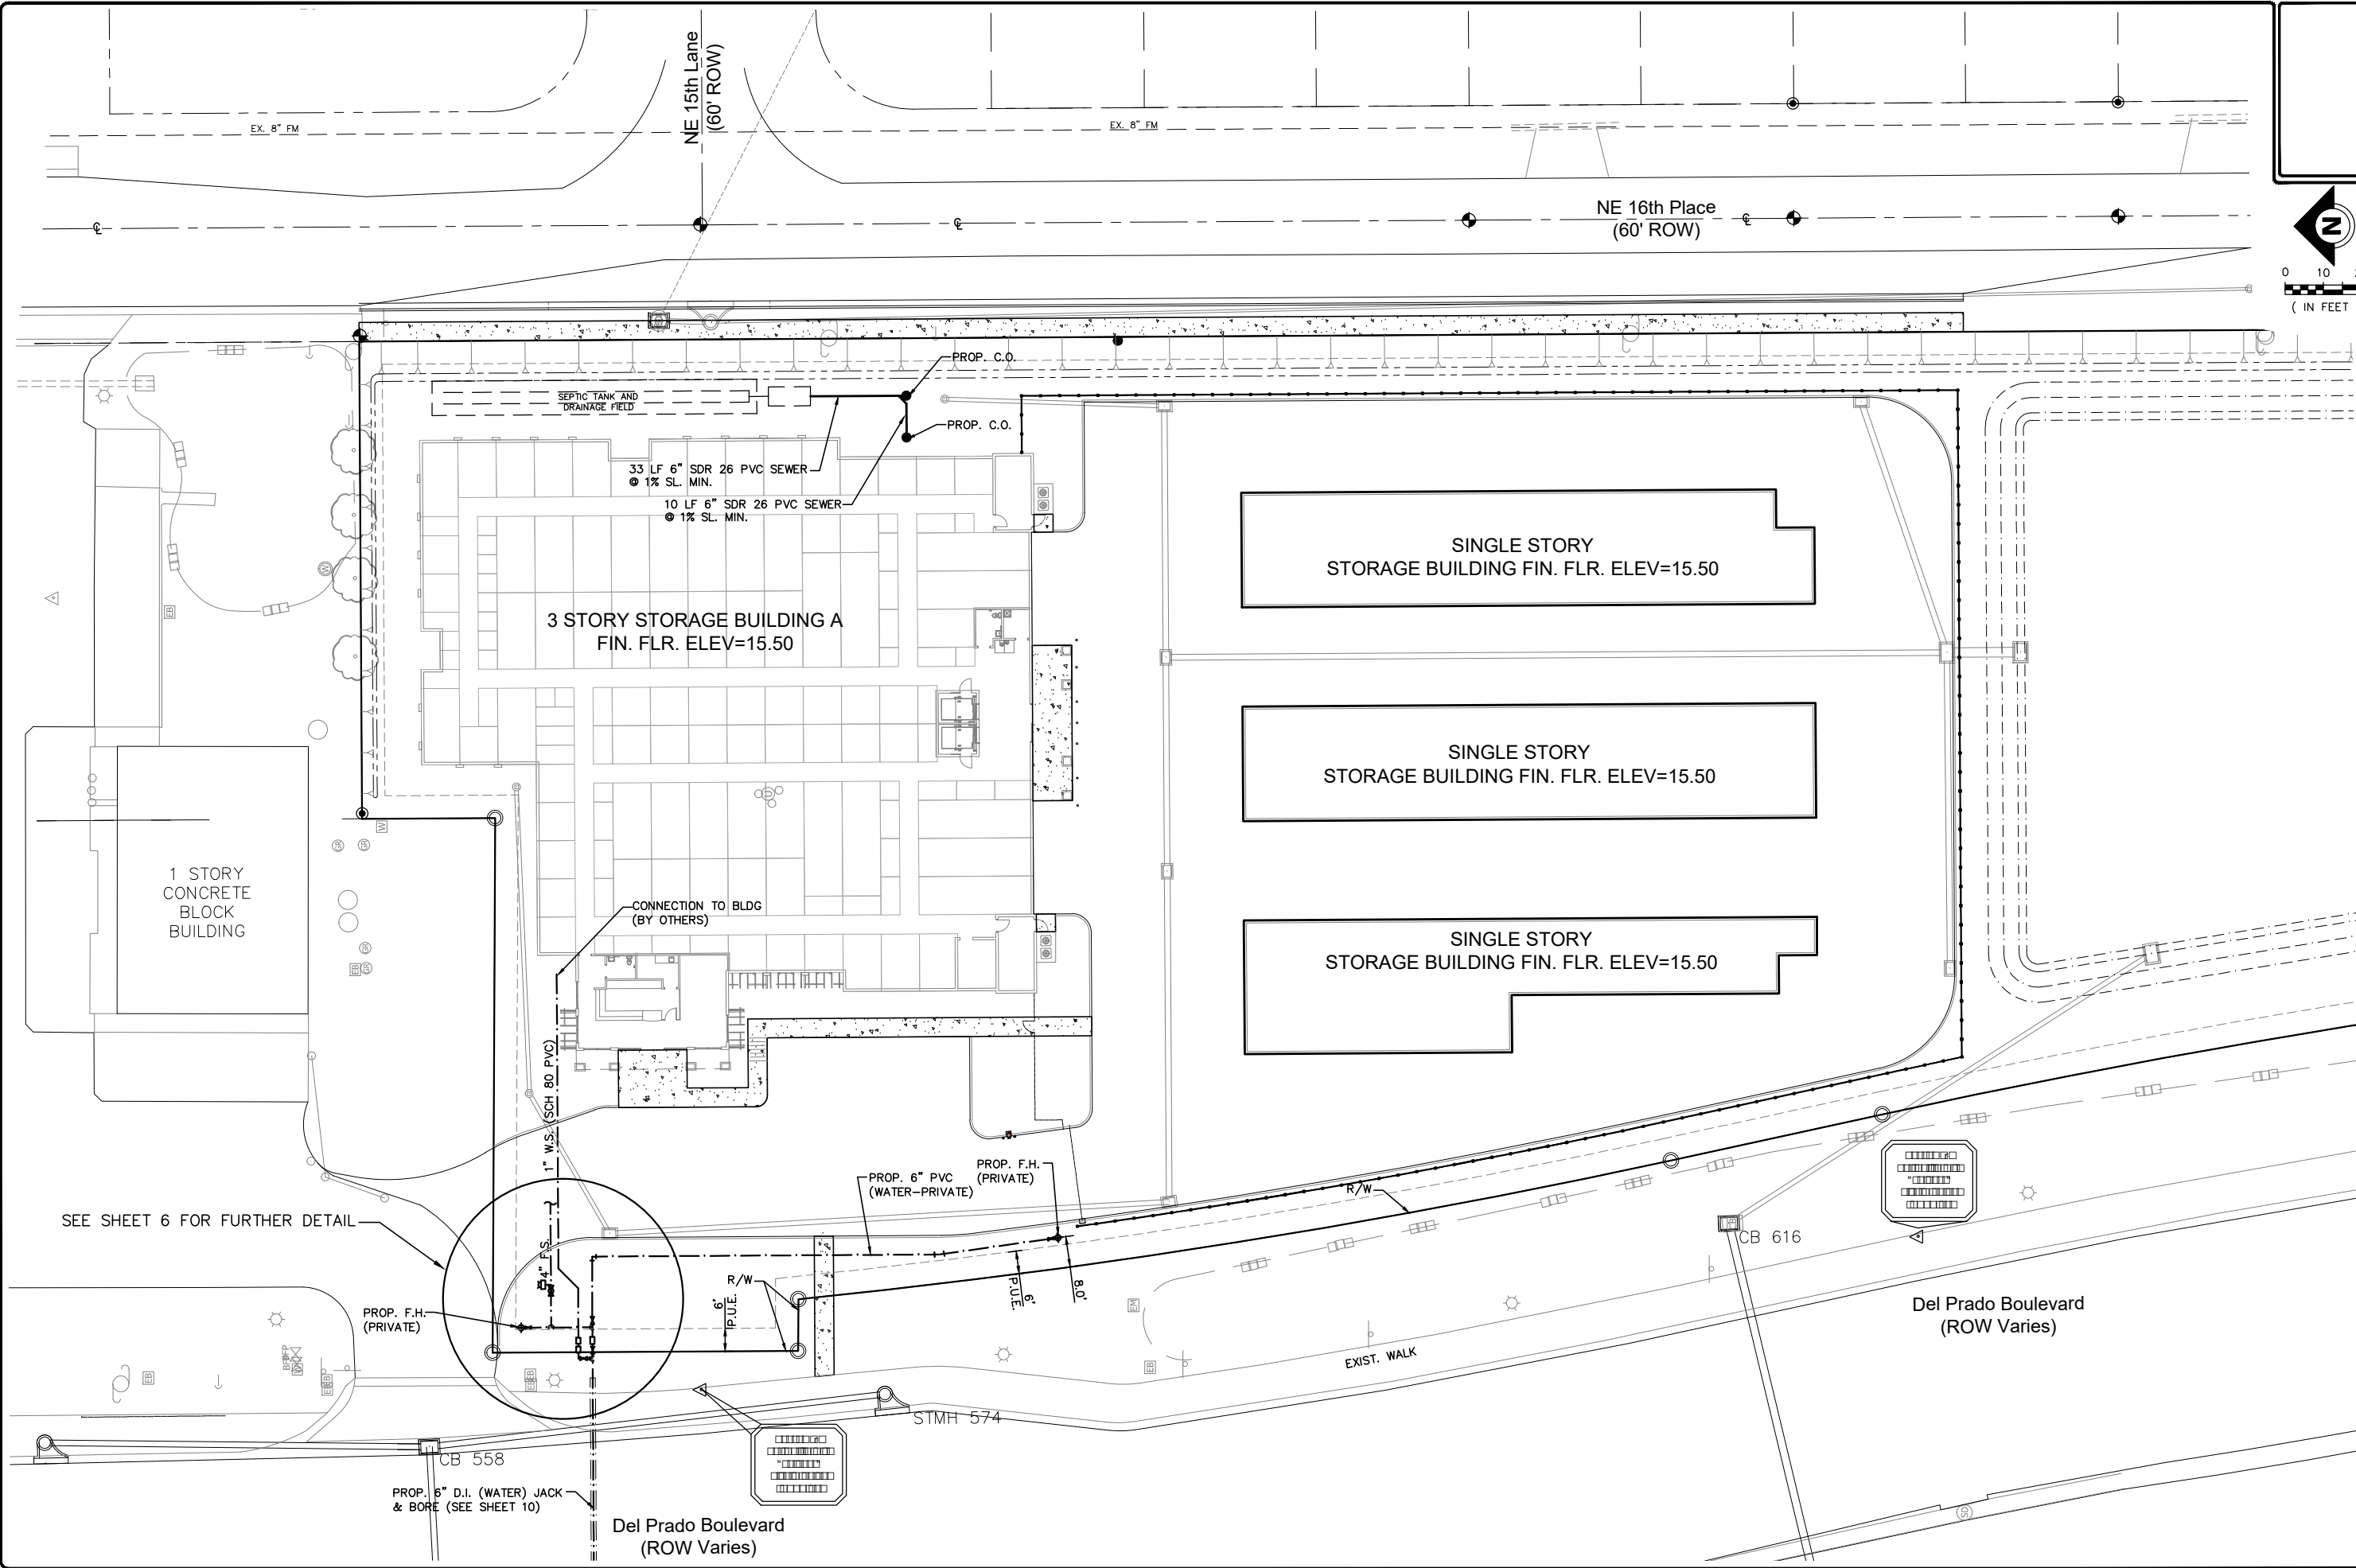 NE 15th Lane
(60' ROW)
EX. 8" FM
EX. 8" FM
NE 16th Place
(60' ROW)
N
0 10
( IN FEET
PROP. C.O.
SEPTIC TANK AND
DRAINAGE FIELD
PROP. C.O.
33 LF 6" SDR 26 PVC SEWER
@ 1% SL. MIN.
10 LF 6" SDR 26 PVC SEWER
@ 1% SL. MIN.
SINGLE STORY
STORAGE BUILDING FIN. FLR. ELEV=15.50
3 STORY STORAGE BUILDING A
FIN. FLR. ELEV=15.50
W
EB
SINGLE STORY
STORAGE BUILDING FIN. FLR. ELEV=15.50
W
1 STORY
CONCRETE
BLOCK
BUILDING
CONNECTION TO BLDG
(BY OTHERS)
EB
SINGLE STORY
STORAGE BUILDING FIN. FLR. ELEV=15.50
1" W.S. (SCH 80 PVC)
PROP. 6" PVC
(WATER-PRIVATE)
PROP. F.H.
(PRIVATE)
R/W
SEE SHEET 6 FOR FURTHER DETAIL
4" F.S.
CB 616
R/W
6'
P.U.E.
6'
P.U.E.
8.0'
PROP. F.H.
(PRIVATE)
EM
EB
EB
Del Prado Boulevard
(ROW Varies)
EXIST. WALK
STMH 574
CB 558
PROP. 6" D.I. (WATER) JACK
& BORE (SEE SHEET 10)
Del Prado Boulevard
(ROW Varies)
SD